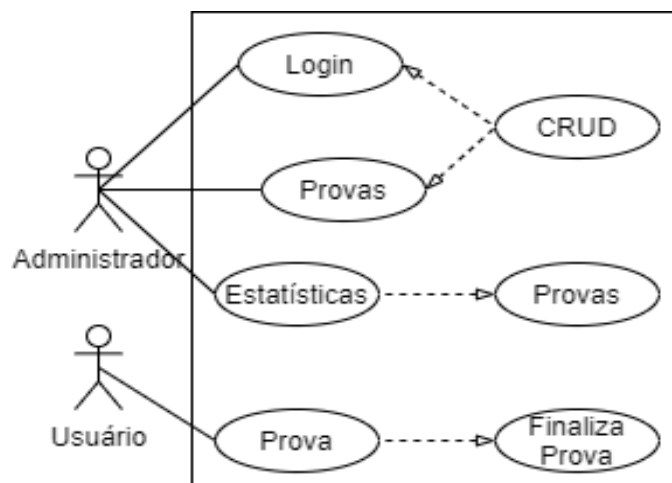 Login
CRUD
Provas
Administrador
Estatísticas
Provas
Usuário
Prova
Finaliza
Prova